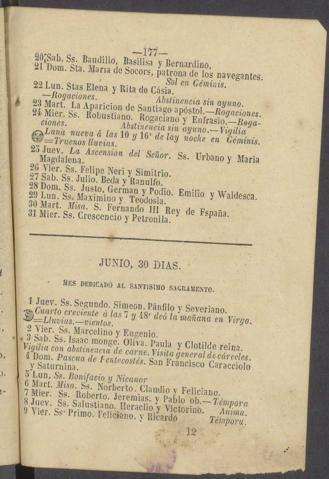 —177—
20 Sab. Ss. Baudilio, Basilisa y Bernardino.
21 Dom. Sta. María de Socors, patrona de los navegantes.
Sol en Géminis.
22 Lun. Stas Elena y Rita de Cásia.
—Rogaciones. Abstinencia sin ayuno.
23 Mart. La Aparicion de Santiago apóstol.—Rogaciones.
24 Mier. Ss. Robustiano. Rogaciano y Enfrasio.—Roga-
ciones. Abstinencia sin ayuno.—Vigilia
Luna nueva á las 10 y 16' de lay noche en Géminis.
=Truenos lluvias.
25 Juev. La Ascension del Señor. Ss. Urbano y Maria
Magdalena.
26 Vier. Ss. Felipe Neri y Simitrio.
27 Sab. Ss. Julio. Beda y Ranulfo.
28 Dom. Ss. Justo, German y Podio. Emilio y Waldesca.
29 Lun. Ss. Maximino y Teodosia.
30 Mart. Misa. S. Fernando III Rey de Fspaña.
31 Mier. Ss. Crescencio y Petronila.
JUNIO, 30 DIAS.
MES DEDICADO AL SANTISIMO SACRAMENTO.
1 Juev. Ss. Segundo. Simeon. Pánfilo y Severiano.
Cuarto creciente á las 7 y 48' deó la mañana en Virgo.
—Lluvias,—vientos.
2 Vier. Ss. Marcelino y Eugenio.
3 Sab. Ss. Isaac monge. Oliva. Paula y Clotilde reina.
Vigilia con abstinencia de carne. Visita general de cárceles.
4 Dom. Pascua de Fentecostés. San Francisco Caracciolo
y Saturnina.
5 Lun. Ss. Bonifacio y Nicanor
6 Mart. Misa. Ss. Norberto. Claudio y Feliciano.
7 Mier. Ss. Roberto. Jeremias, y Pablo ob.—Témpora
8 Juev. Ss. Salustiano. Heraclio y Victorino. Anima.
9 Vier. Ss Primo. Feliciano. y Ricardo Témpora.
12